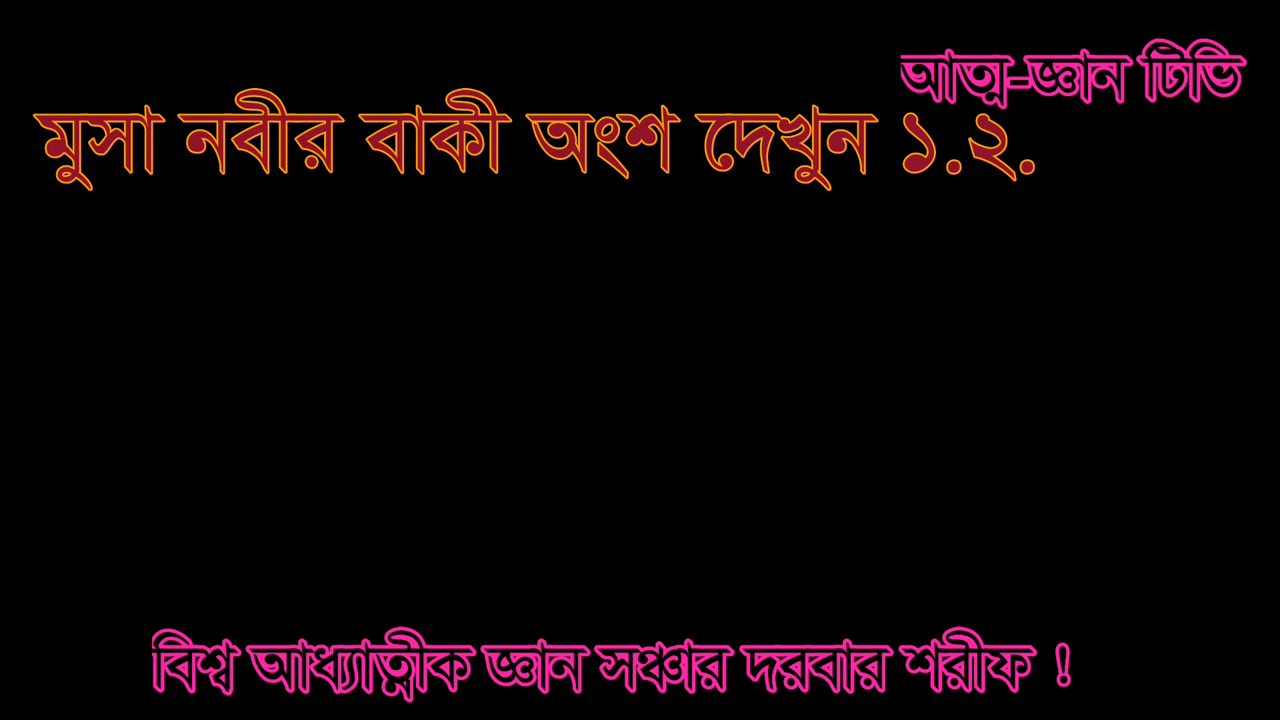 আত্ম-জ্ঞান টিভি
মুসা নবীর বাকী অংশ দেখুন ১.২.
বিশ্ব আধ্যাত্নীক জ্ঞান সঞ্চার দরবার শরীফ !